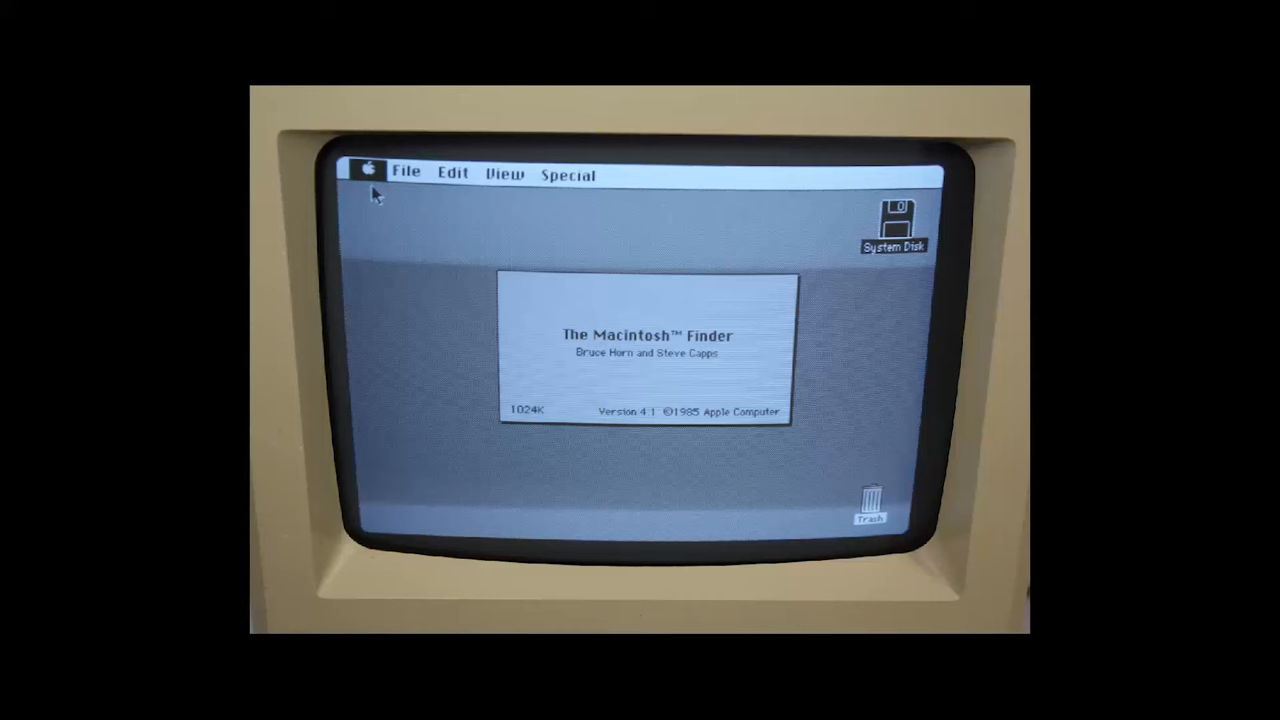 File Edit View Special
System Disk
The Macintosh™ Finder
Bruce Horn and Steve Capps
1024K Version 4.1 ©1985 Apple Computer
Trash